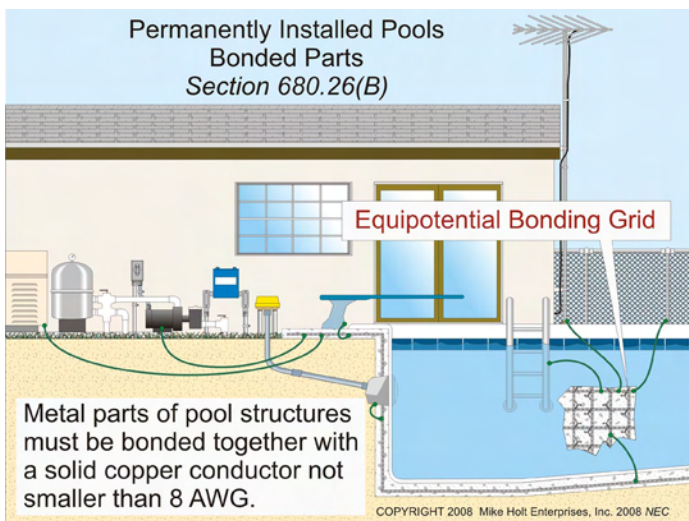 Permanently Installed Pools
Bonded Parts
Section 680.26(B)
Equipotential Bonding Grid
Metal parts of pool structures
must be bonded together with
a solid copper conductor not
smaller than 8 AWG.
COPYRIGHT 2008 Mike Holt Enterprises, Inc. 2008 NEC